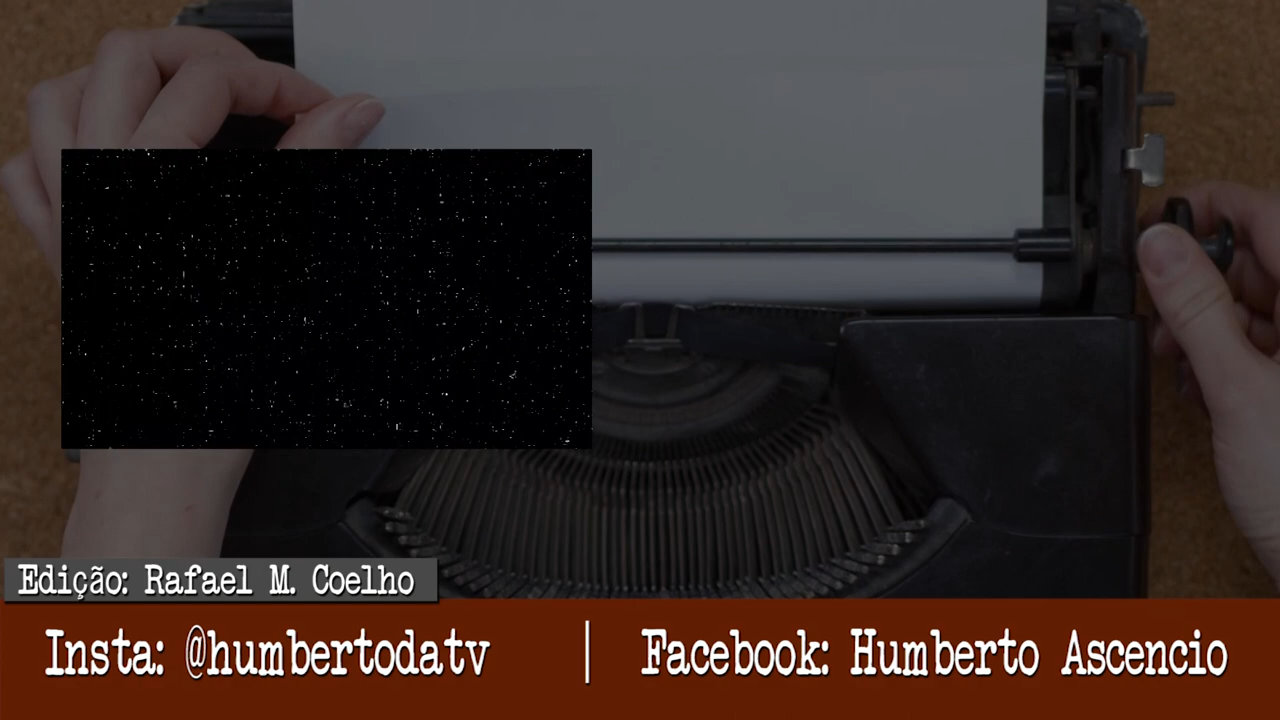 Edição: Rafael M. Coelho
Insta: @humbertodatv | Facebook: Humberto Ascencio